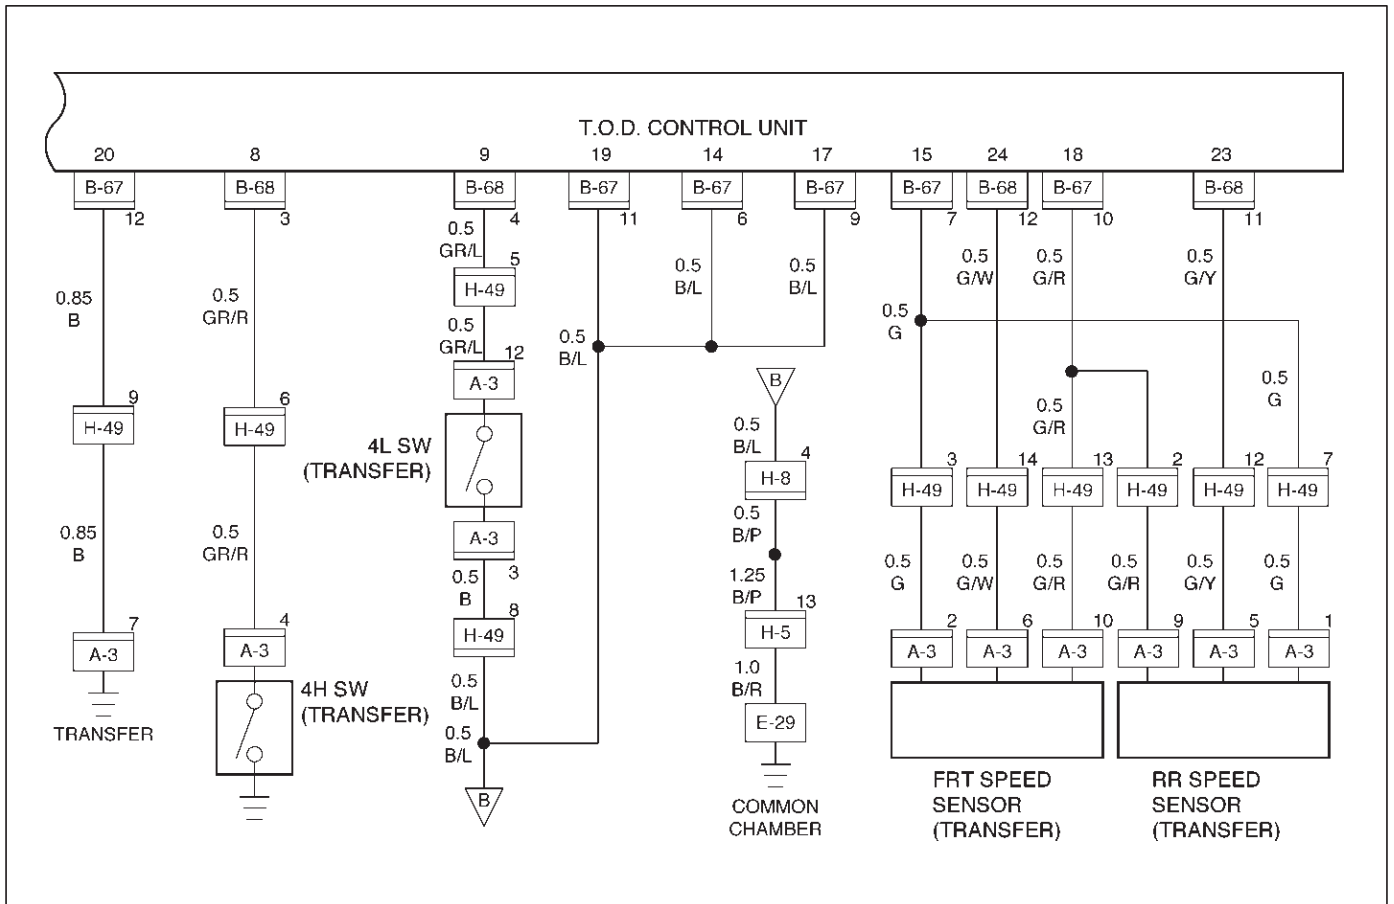 T.O.D. CONTROL UNIT
20 8 9 19 14 17 15 24 18 23
B-67 B-68 B-68 B-67 B-67 B-67 B-67 B-68 B-67 B-68
12 3 4 11 6 9 7 12 10 11
0.5
GR/L
5
H-49
0.5 0.5 0.5 0.5 0.5
B/L B/L G/W G/R G/Y
0.85 0.5
B GR/R
0.5
GR/L
12
A-3
0.5
B/L
0.5
G
B
9 6
H-49 H-49
4L SW
(TRANSFER)
0.5
B/L
4
H-8
0.5
G/R
0.5
G
3 14 13 2 12 7
H-49 H-49 H-49 H-49 H-49 H-49
0.85 0.5
B GR/R
A-3
3
0.5
B
8
H-49
0.5
B/P
1.25
B/P
13
H-5
0.5 0.5 0.5 0.5 0.5 0.5
G G/W G/R G/R G/Y G
7 4
A-3 A-3
2 6 10 9 5 1
A-3 A-3 A-3 A-3 A-3 A-3
TRANSFER
4H SW
(TRANSFER)
0.5
B/L
0.5
B/L
B
1.0
B/R
E-29
COMMON
CHAMBER
FRT SPEED
SENSOR
(TRANSFER)
RR SPEED
SENSOR
(TRANSFER)